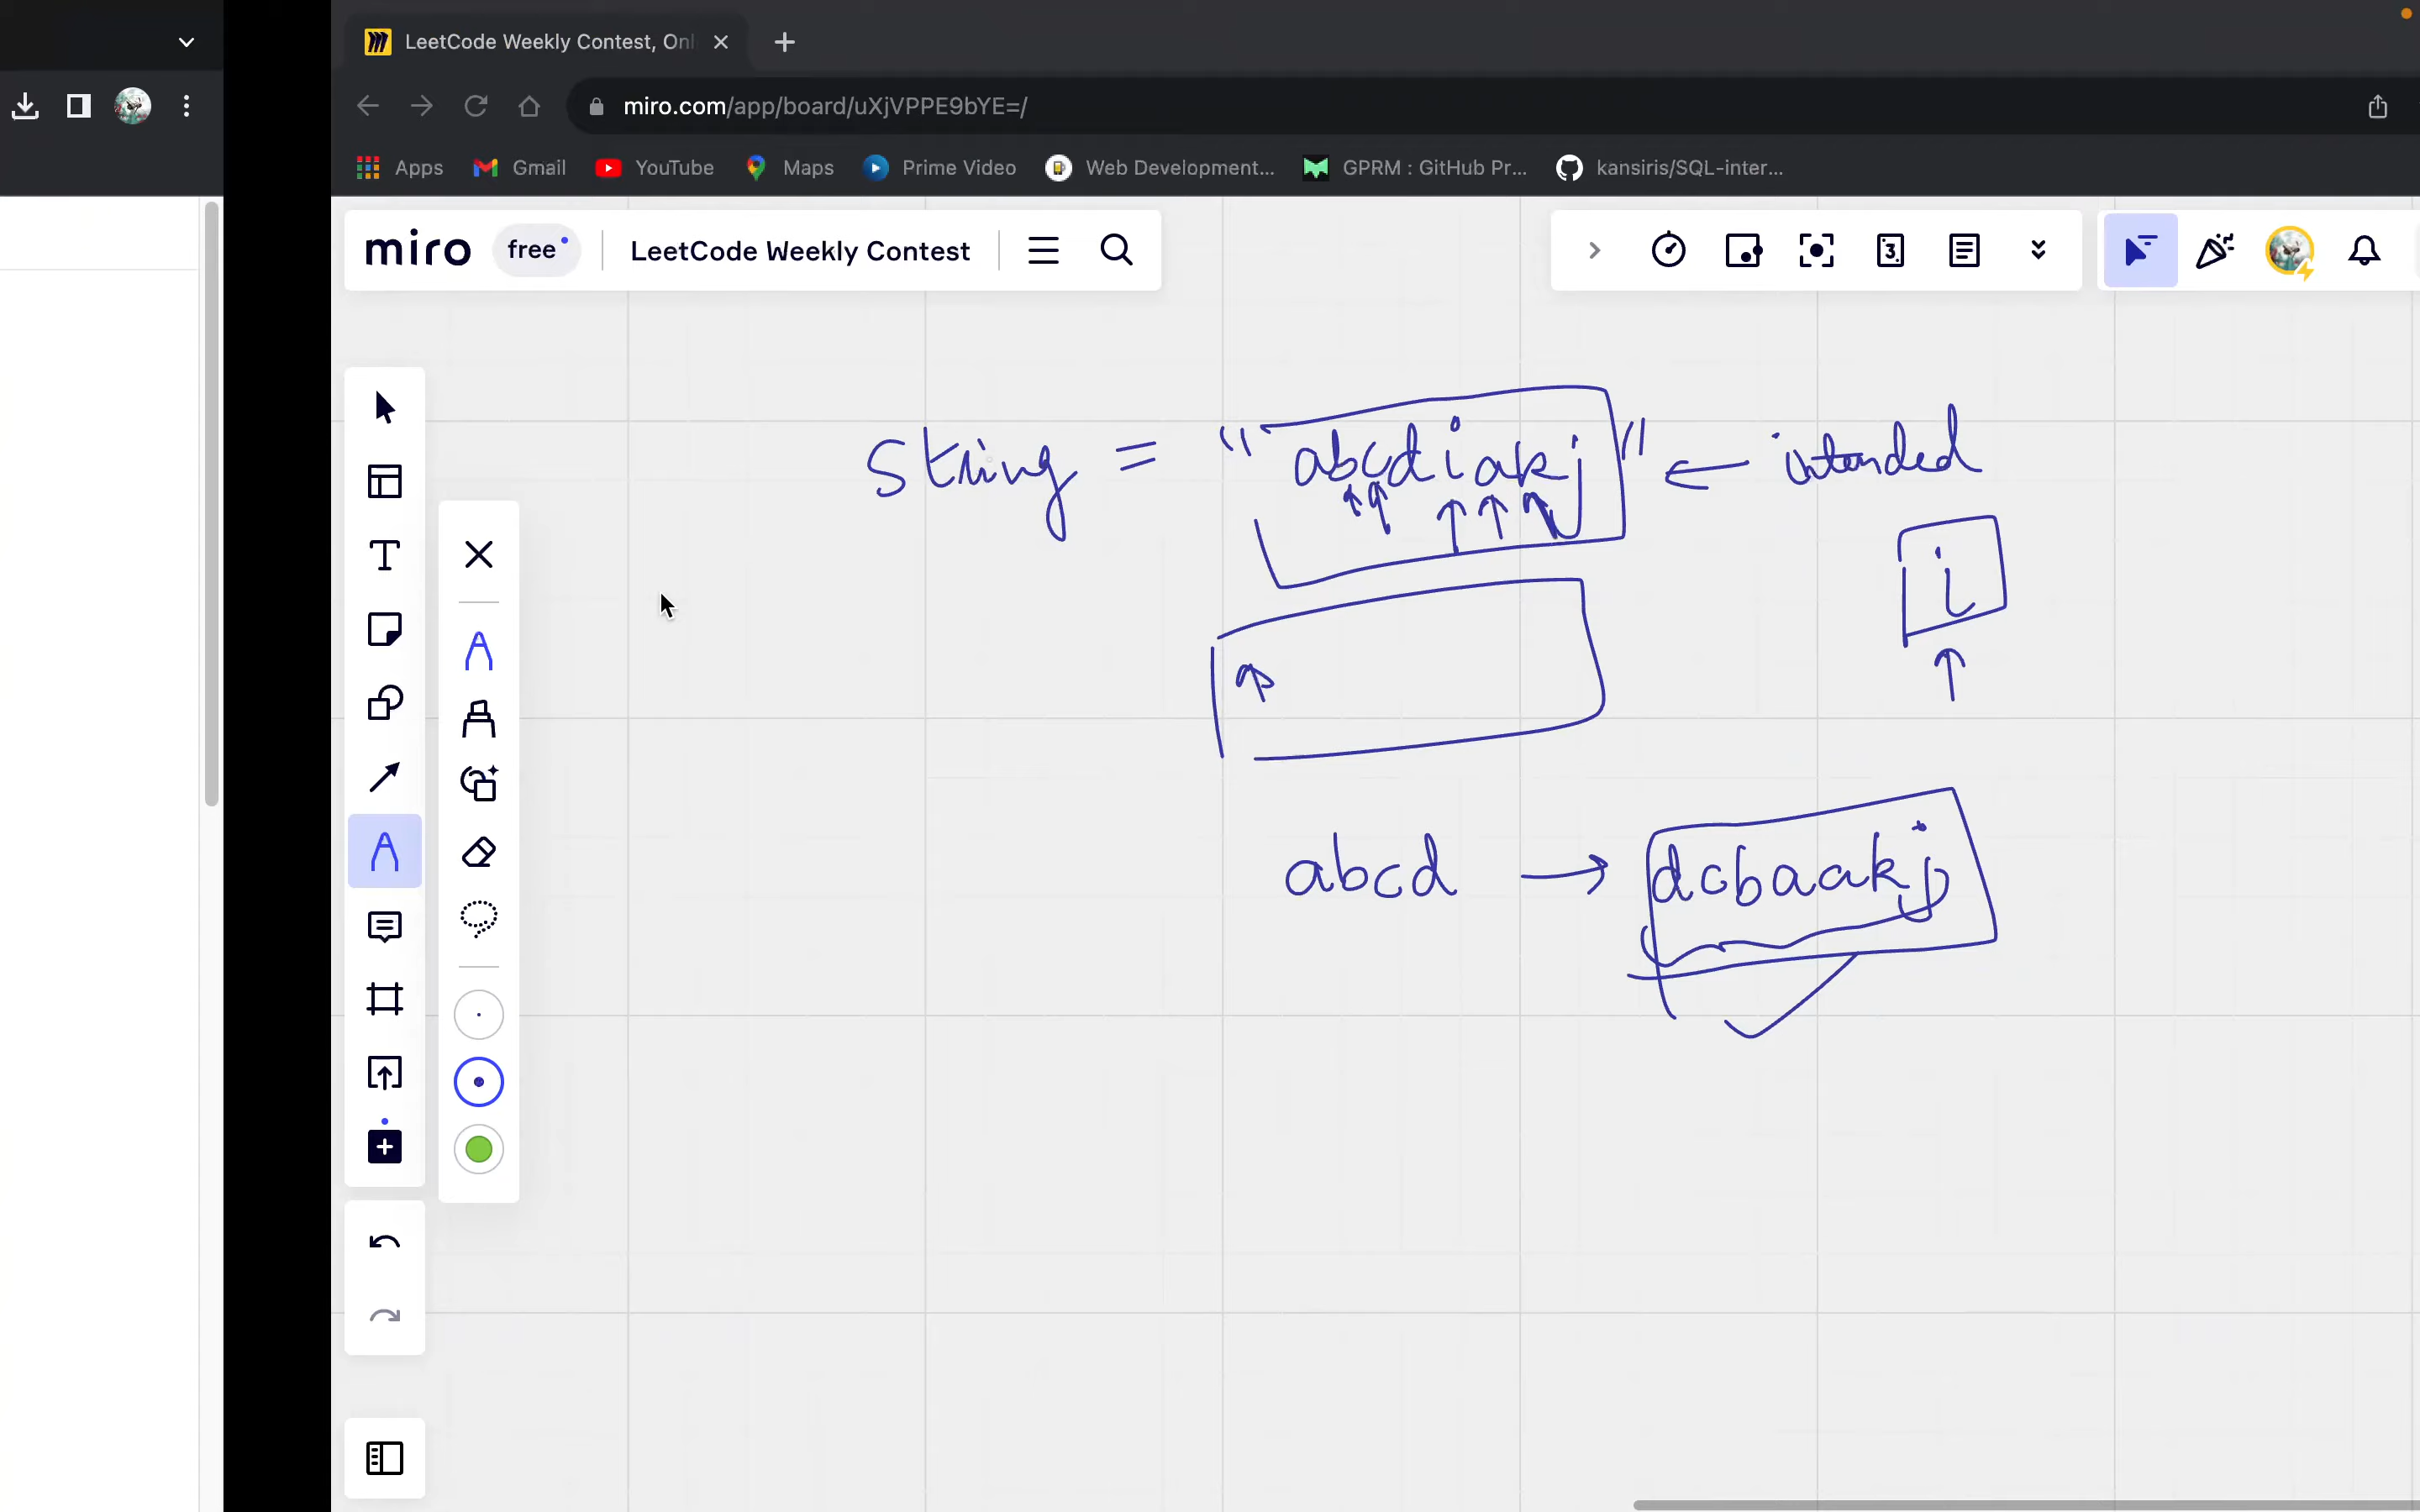 LeetCode Weekly Contest, Onl
miro.com/app/board/uXjVPPE9bYE=/
Apps Gmail YouTube Maps Prime Video Web Development... GPRM : GitHub Pr... kansiris/SQL-inter...
miro free LeetCode Weekly Contest 3
String = "abcdiakj" ← intended
i
abcd → dcbaakj